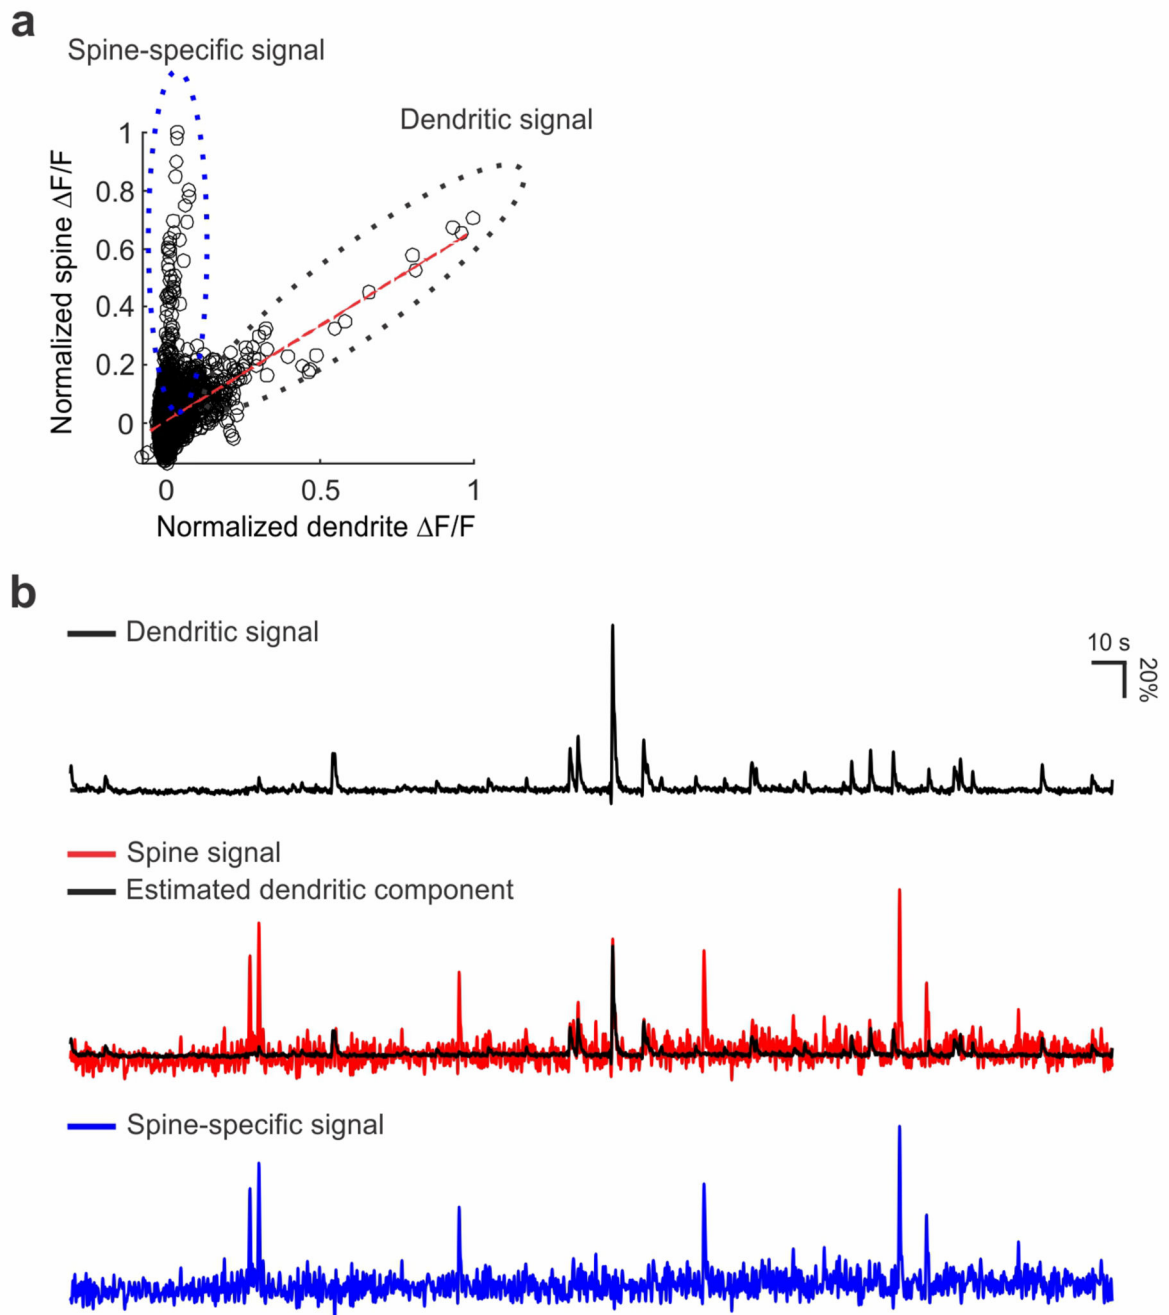 a
Spine-specific signal
Dendritic signal
Normalized spine ΔF/F
1
0.8
0.6
0.4
0.2
0
0 0.5 1
Normalized dendrite ΔF/F
b
Dendritic signal
10 s
20%
Spine signal
Estimated dendritic component
Spine-specific signal